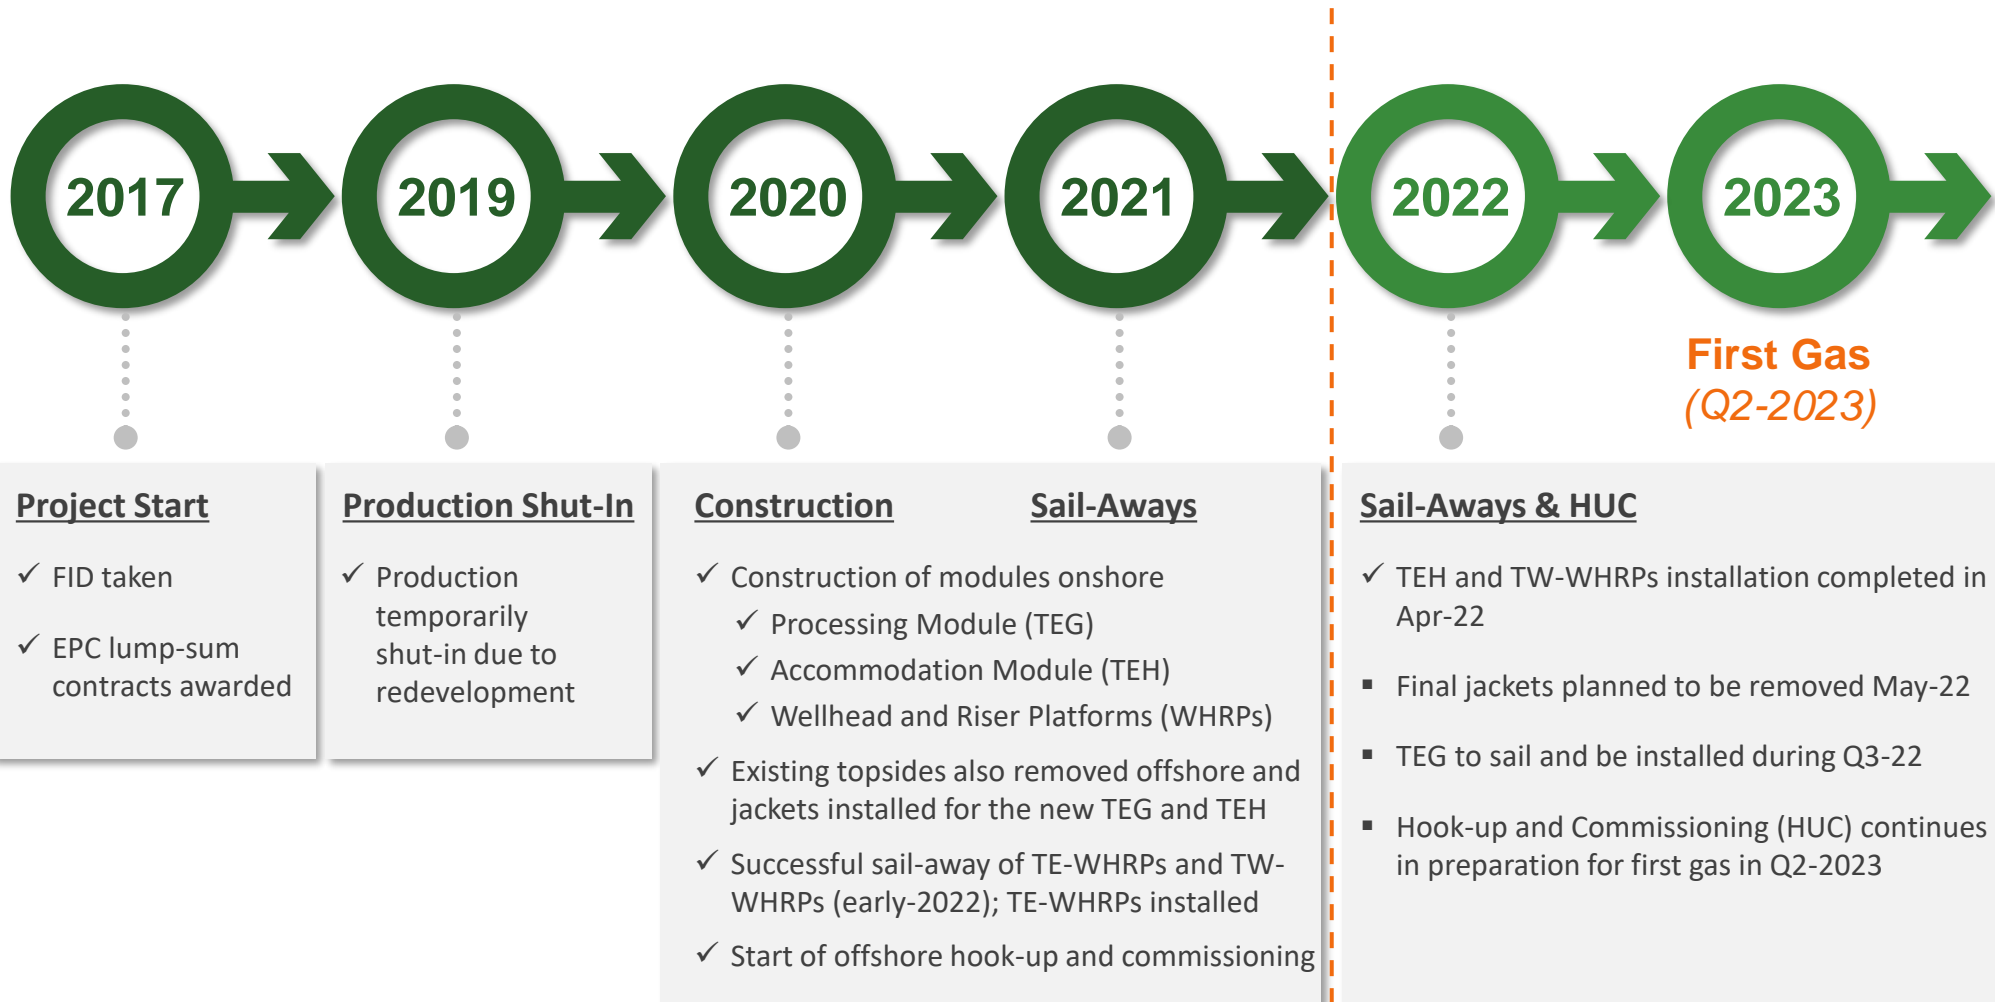 2017
2019
2020
2021
2022
2023
First Gas
(Q2-2023)
Project Start
✓ FID taken
✓ EPC lump-sum
contracts awarded
Production Shut-In
✓ Production
temporarily
shut-in due to
redevelopment
Construction
Sail-Aways
✓ Construction of modules onshore
✓ Processing Module (TEG)
✓ Accommodation Module (TEH)
✓ Wellhead and Riser Platforms (WHRPs)
✓ Existing topsides also removed offshore and
jackets installed for the new TEG and TEH
✓ Successful sail-away of TE-WHRPs and TW-
WHRPs (early-2022); TE-WHRPs installed
✓ Start of offshore hook-up and commissioning
Sail-Aways & HUC
✓ TEH and TW-WHRPs installation completed in
Apr-22
▪ Final jackets planned to be removed May-22
▪ TEG to sail and be installed during Q3-22
▪ Hook-up and Commissioning (HUC) continues
in preparation for first gas in Q2-2023